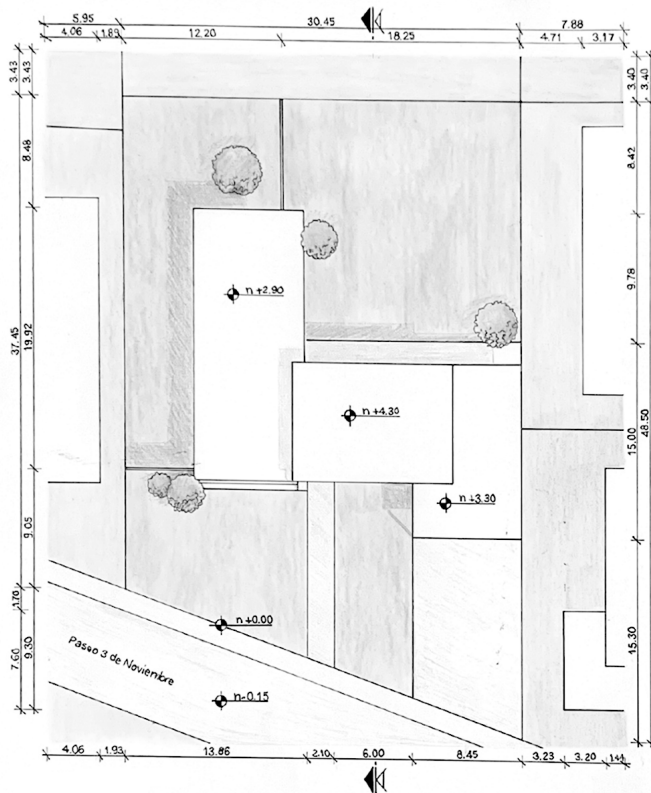 5.95 30.45 7.88
4.06 1.89 12.20 18.25 4.71 3.17
3.43 3.43 3.40 3.40
8.48 8.42
n +2.90
9.78
37.45 19.92
n +4.30
15.00 48.50
n +3.30
9.05
1.70
n +0.00
7.60 9.30 15.30
Paseo 3 de Noviembre
n-0.15
4.06 1.93 13.86 2.10 6.00 8.45 3.23 3.20 1.44